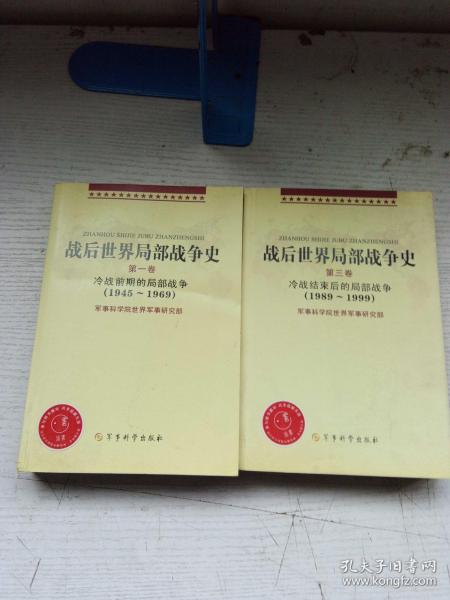 ZHANHOU SHIJIE JUBU ZHANZHENGSHI
战后世界局部战争史
第一卷
冷战前期的局部战争
(1945～1969)
军事科学院世界军事研究部
军事科学出版社
ZHANHOU SHIJIE JUBU ZHANZHENGSHI
战后世界局部战争史
第三卷
冷战结束后的局部战争
(1989～1999)
军事科学院世界军事研究部
军事科学出版社
孔夫子旧书网
www.kongfz.com